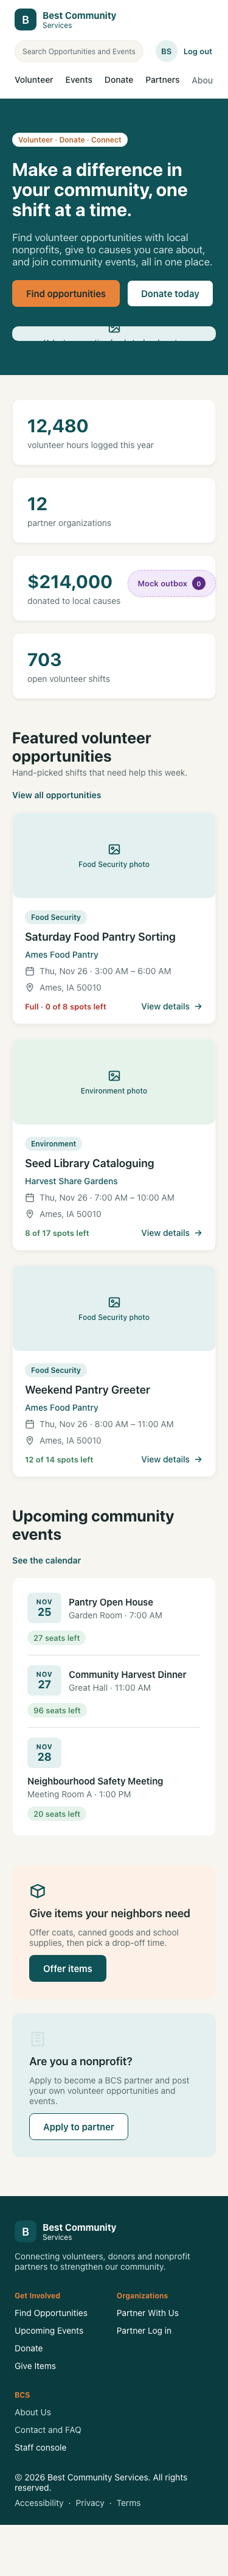 B
Best Community
Services
Search Opportunities and Events
BS
Log out
Volunteer Events Donate Partners Abou
Volunteer · Donate · Connect
Make a difference in
your community, one
shift at a time.
Find volunteer opportunities with local
nonprofits, give to causes you care about,
and join community events, all in one place.
Find opportunities
Donate today
12,480
volunteer hours logged this year
12
partner organizations
$214,000
donated to local causes
Mock outbox 0
703
open volunteer shifts
Featured volunteer
opportunities
Hand-picked shifts that need help this week.
View all opportunities
Food Security photo
Food Security
Saturday Food Pantry Sorting
Ames Food Pantry
Thu, Nov 26 · 3:00 AM – 6:00 AM
Ames, IA 50010
Full · 0 of 8 spots left
View details →
Environment photo
Environment
Seed Library Cataloguing
Harvest Share Gardens
Thu, Nov 26 · 7:00 AM – 10:00 AM
Ames, IA 50010
8 of 17 spots left
View details →
Food Security photo
Food Security
Weekend Pantry Greeter
Ames Food Pantry
Thu, Nov 26 · 8:00 AM – 11:00 AM
Ames, IA 50010
12 of 14 spots left
View details →
Upcoming community
events
See the calendar
NOV
25
Pantry Open House
Garden Room · 7:00 AM
27 seats left
NOV
27
Community Harvest Dinner
Great Hall · 11:00 AM
96 seats left
NOV
28
Neighbourhood Safety Meeting
Meeting Room A · 1:00 PM
20 seats left
Give items your neighbors need
Offer coats, canned goods and school
supplies, then pick a drop-off time.
Offer items
Are you a nonprofit?
Apply to become a BCS partner and post
your own volunteer opportunities and
events.
Apply to partner
B
Best Community
Services
Connecting volunteers, donors and nonprofit
partners to strengthen our community.
Get Involved
Find Opportunities
Upcoming Events
Donate
Give Items
Organizations
Partner With Us
Partner Log in
BCS
About Us
Contact and FAQ
Staff console
© 2026 Best Community Services. All rights
reserved.
Accessibility · Privacy · Terms